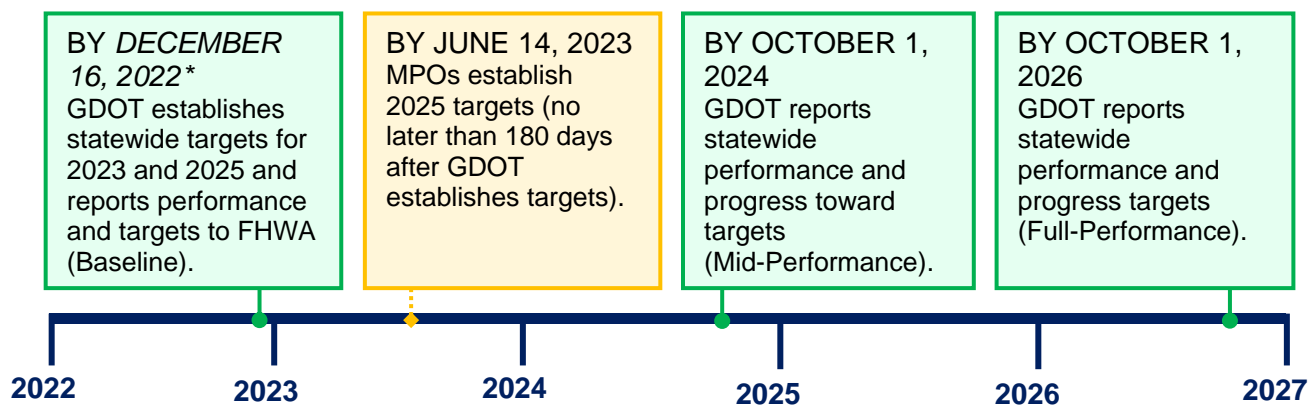 BY DECEMBER
16, 2022*
GDOT establishes
statewide targets for
2023 and 2025 and
reports performance
and targets to FHWA
(Baseline).
BY JUNE 14, 2023
MPOs establish
2025 targets (no
later than 180 days
after GDOT
establishes targets).
BY OCTOBER 1,
2024
GDOT reports
statewide
performance and
progress toward
targets
(Mid-Performance).
BY OCTOBER 1,
2026
GDOT reports
statewide
performance and
progress targets
(Full-Performance).
2022
2023
2024
2025
2026
2027